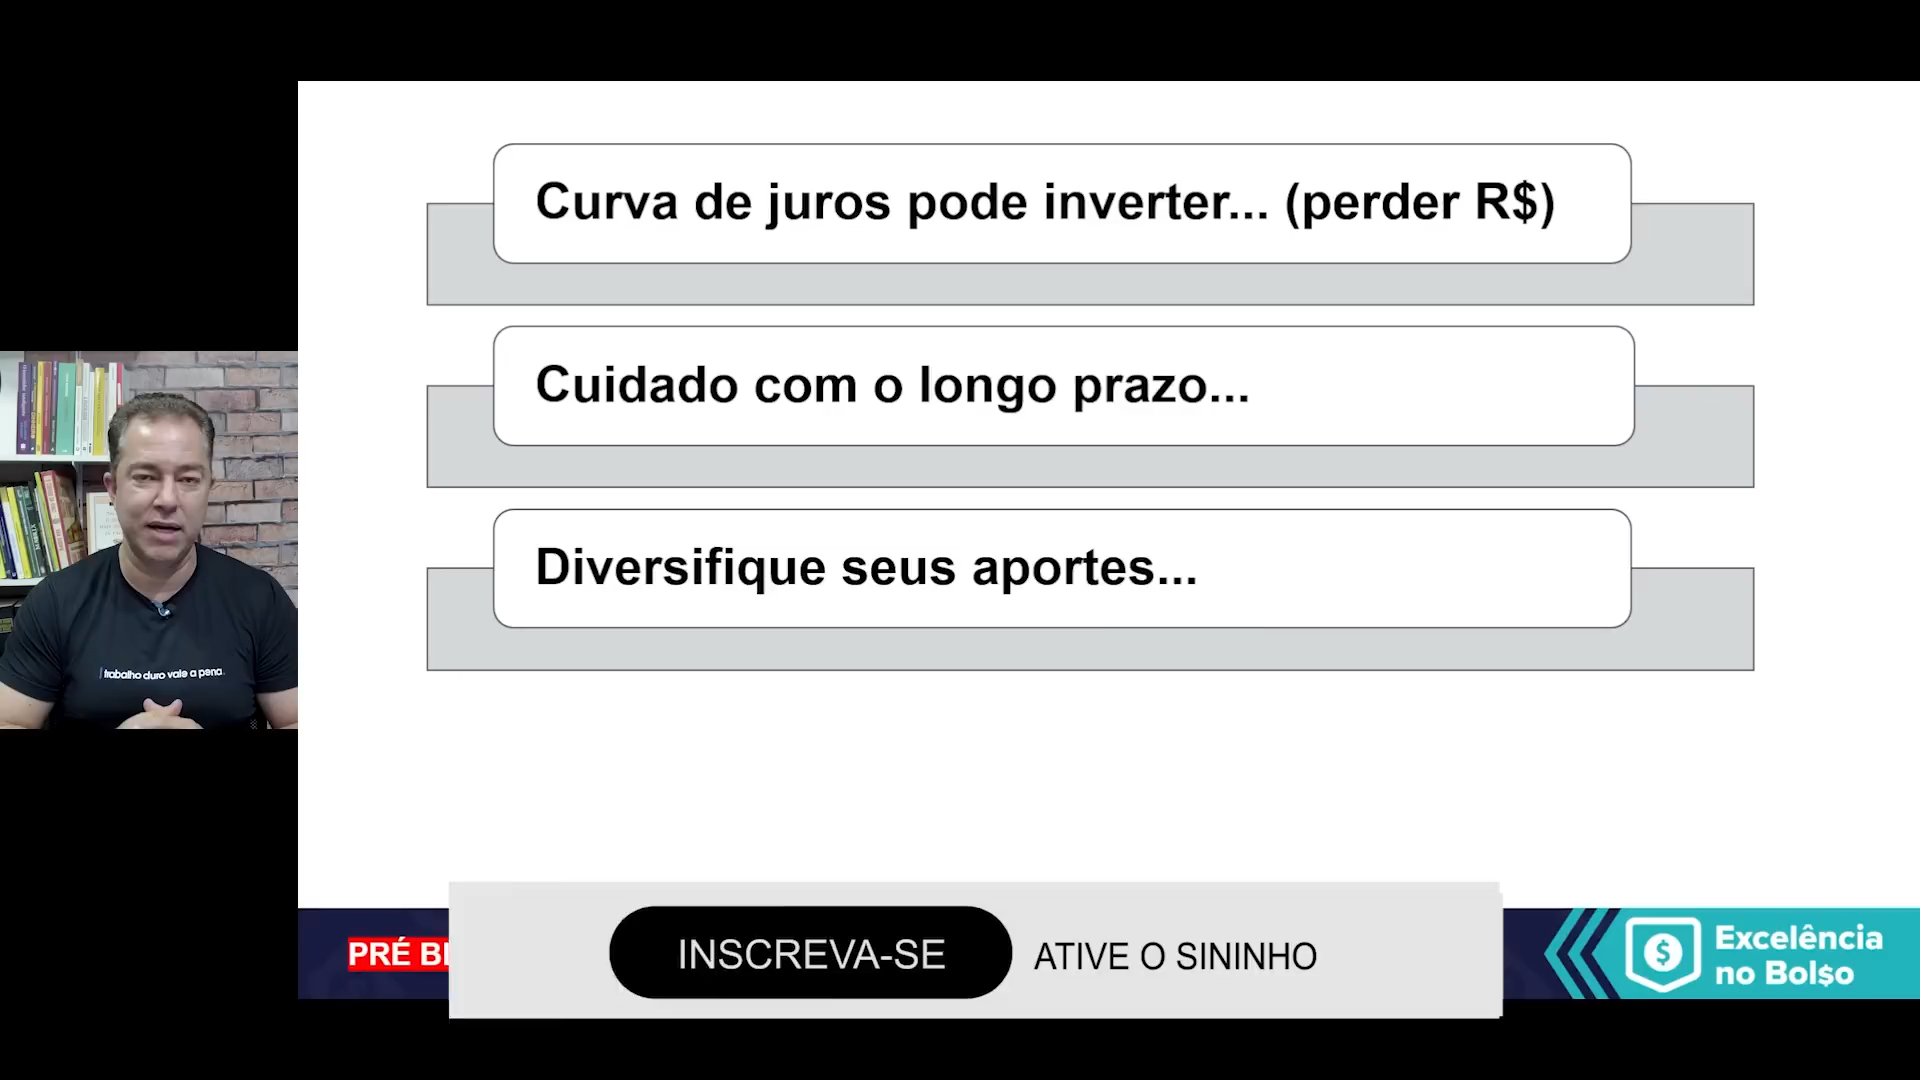 Curva de juros pode inverter... (perder R$)
Cuidado com o longo prazo...
Diversifique seus aportes...
trabalho duro vale a pena
PRÉ
INSCREVA-SE
ATIVE O SININHO
Excelência
no Bol$o